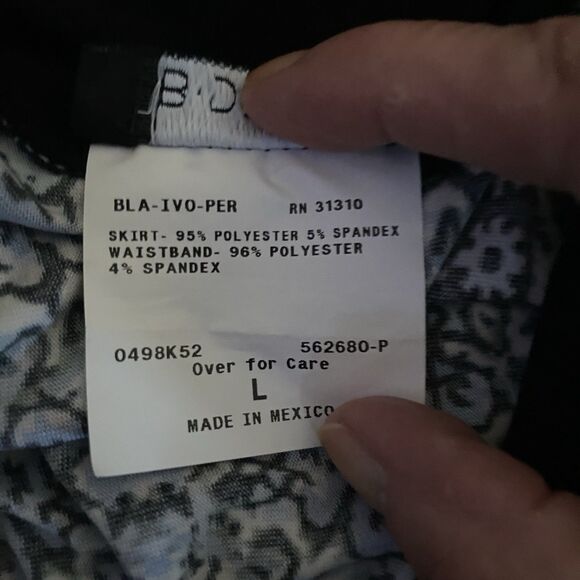 BLA-IVO-PER RN 31310
SKIRT- 95% POLYESTER 5% SPANDEX
WAISTBAND- 96% POLYESTER
4% SPANDEX
0498K52 562680-P
Over for Care
L
MADE IN MEXICO